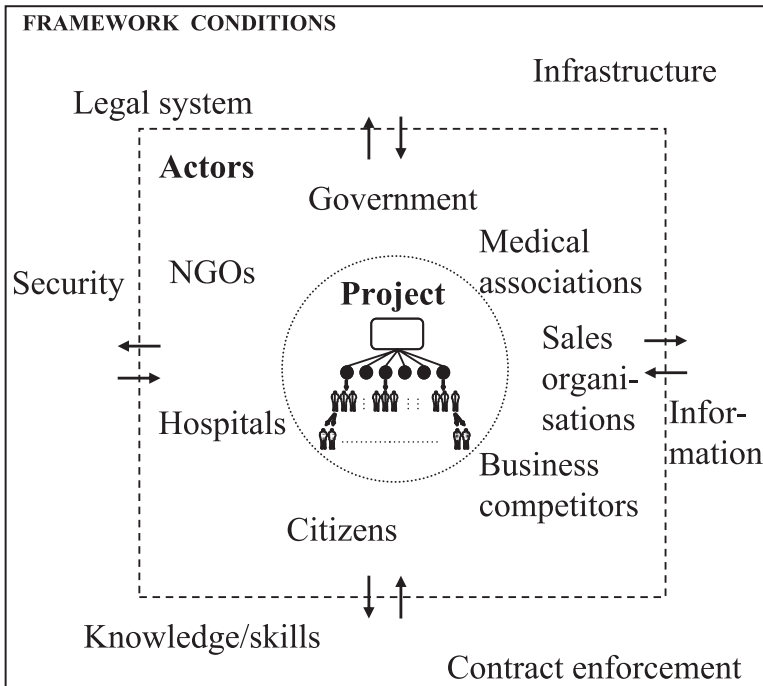 FRAMEWORK CONDITIONS
Infrastructure
Legal system
Actors
Government
Medical
associations
NGOs
Security
Project
Sales
organi-
sations
Hospitals
Infor-
mation
Business
competitors
Citizens
Knowledge/skills
Contract enforcement